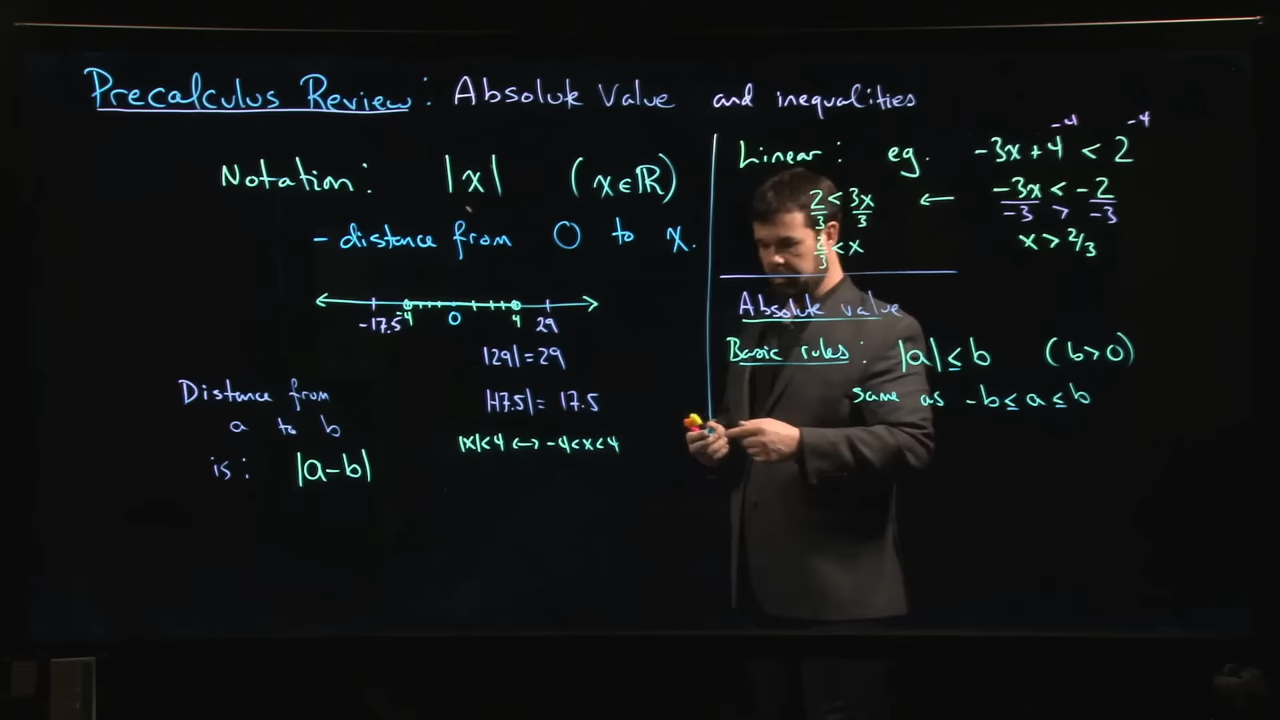 Precalculus Review: Absolute Value and inequalities
Notation: |x| (x∈ℝ)
- distance from 0 to x.
-17.5 -4 0 4 29
|29| = 29
|-17.5| = 17.5
|x|<4 ↔ -4<x<4
Distance from
a to b
is: |a-b|
Linear: eg. -3x+4 < 2
-4 -4
-3x < -2
-3 > -3
x > 2/3
←
2 < 3x
3 3
2/3 < x
Absolute value
Basic rules: |a| ≤ b (b>0)
same as -b ≤ a ≤ b